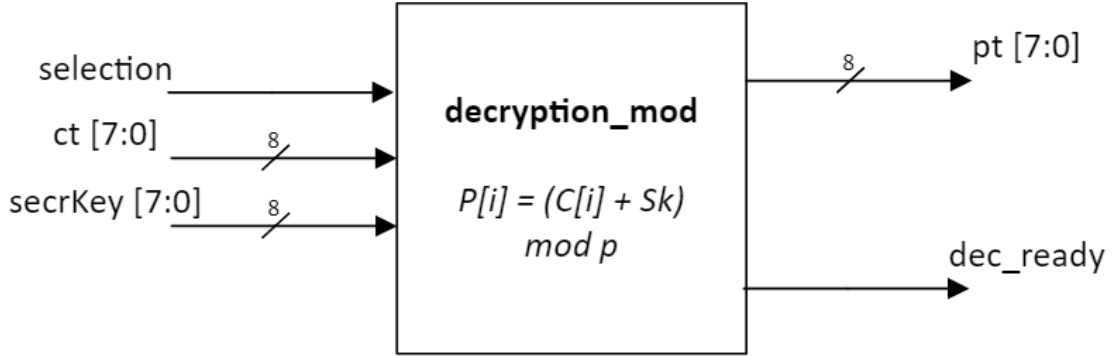 selection
ct [7:0]
8
secrKey [7:0]
8
decryption_mod
P[i] = (C[i] + Sk)
mod p
8
pt [7:0]
dec_ready